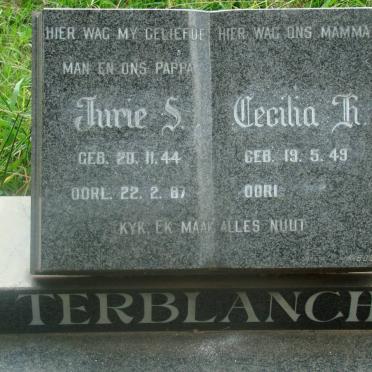 HIER WAG MY GELIEFDE
MAN EN ONS PAPPA
Jurie S.
GEB. 20.11.44
OORL. 22.2.87
HIER WAG ONS MAMMA
Cecilia H.
GEB. 19.5.49
OORL
KYK, EK MAAK ALLES NUUT
TERBLANCH